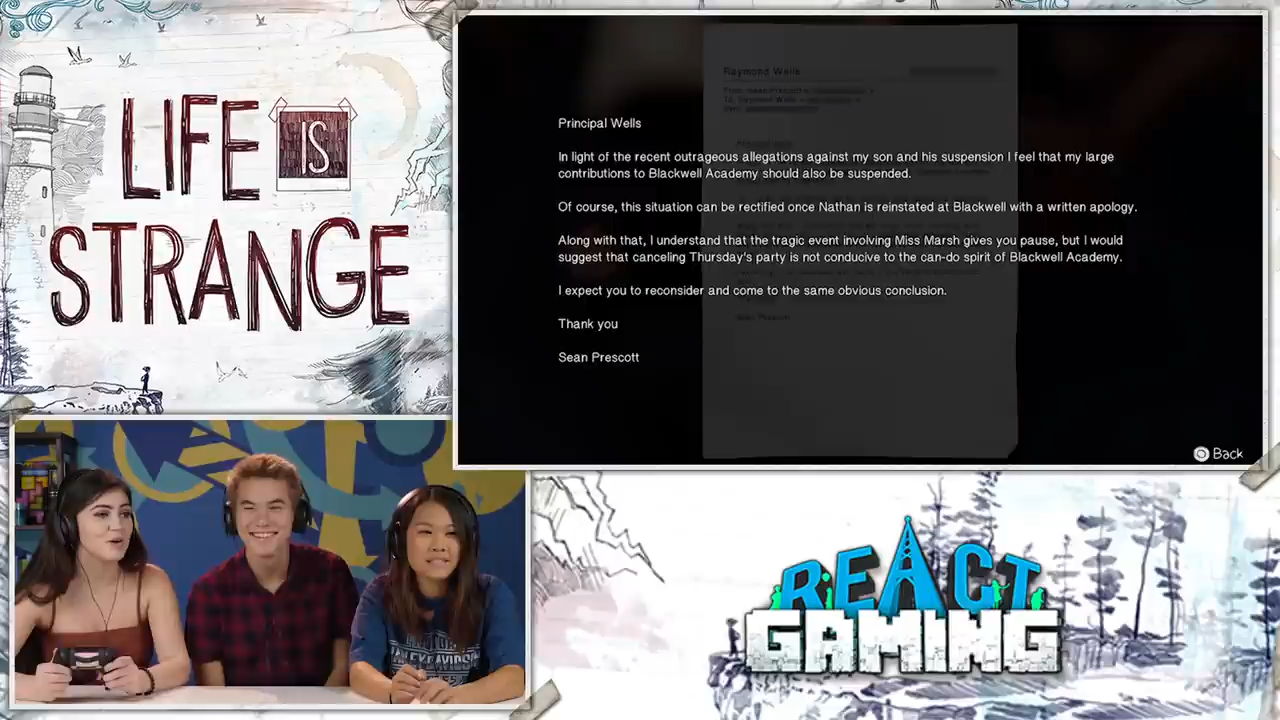 LIFE IS
STRANGE
Raymond Wells
Principal Wells
In light of the recent outrageous allegations against my son and his suspension I feel that my large
contributions to Blackwell Academy should also be suspended.
Of course, this situation can be rectified once Nathan is reinstated at Blackwell with a written apology.
Along with that, I understand that the tragic event involving Miss Marsh gives you pause, but I would
suggest that canceling Thursday's party is not conducive to the can-do spirit of Blackwell Academy.
I expect you to reconsider and come to the same obvious conclusion.
Thank you
Sean Prescott
Sean Prescott
Back
REACT
GAMING